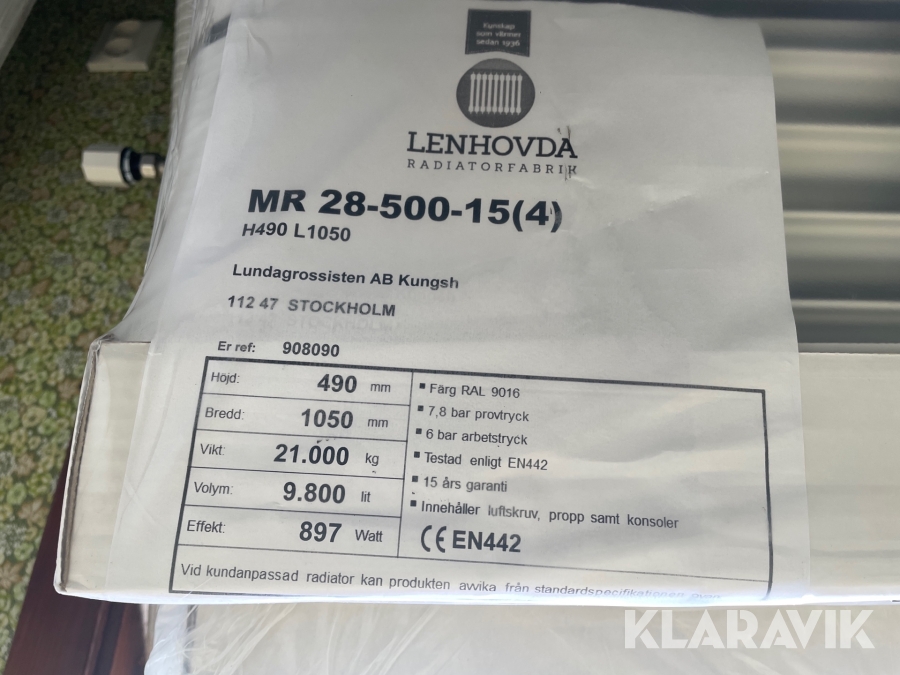 Kunskap
som värmer
sedan 1936
LENHOVDA
RADIATORFABRIK
MR 28-500-15(4)
H490 L1050
Lundagrossisten AB Kungsh
112 47 STOCKHOLM
Er ref: 908090
Höjd: 490 mm
Bredd: 1050 mm
Vikt: 21.000 kg
Volym: 9.800 lit
Effekt: 897 Watt
▪ Färg RAL 9016
▪ 7,8 bar provtryck
▪ 6 bar arbetstryck
▪ Testad enligt EN442
▪ 15 års garanti
▪ Innehåller luftskruv, propp samt konsoler
CE EN442
Vid kundanpassad radiator kan produkten avvika från standardspecifikationen
KLARAVIK